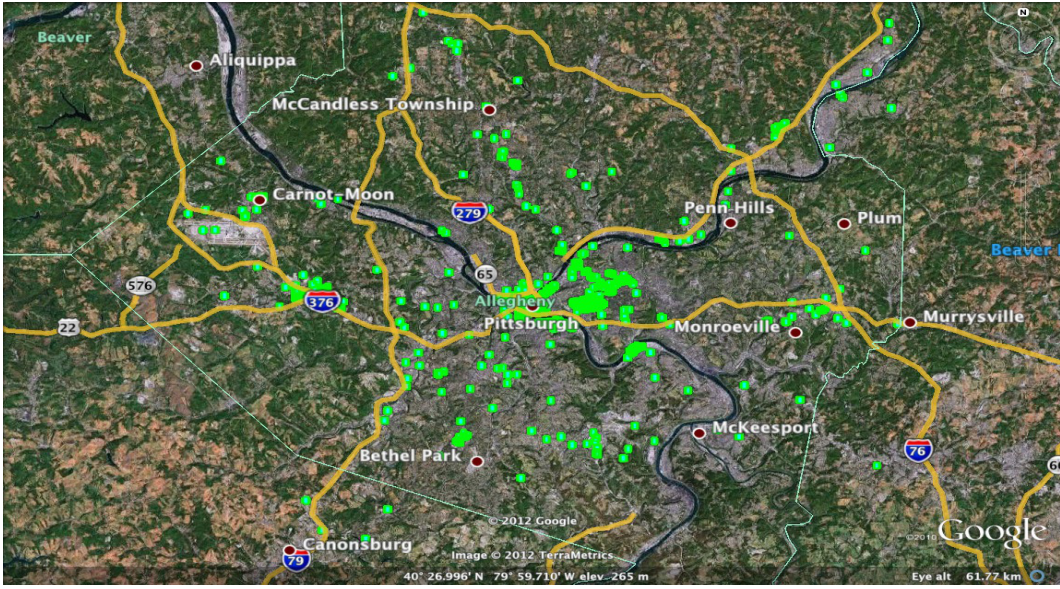 N
Beaver
Aliquippa
McCandless Township
Carnot-Moon
279
Penn Hills
Plum
Beaver
576
65
376
Allegheny
22
Pittsburgh
Monroeville
Murrysville
McKeesport
Bethel Park
76
© 2012 Google
©2010 Google
Canonsburg
79
Image © 2012 TerraMetrics
40° 26.996' N 79° 59.710' W elev 265 m
Eye alt 61.77 km